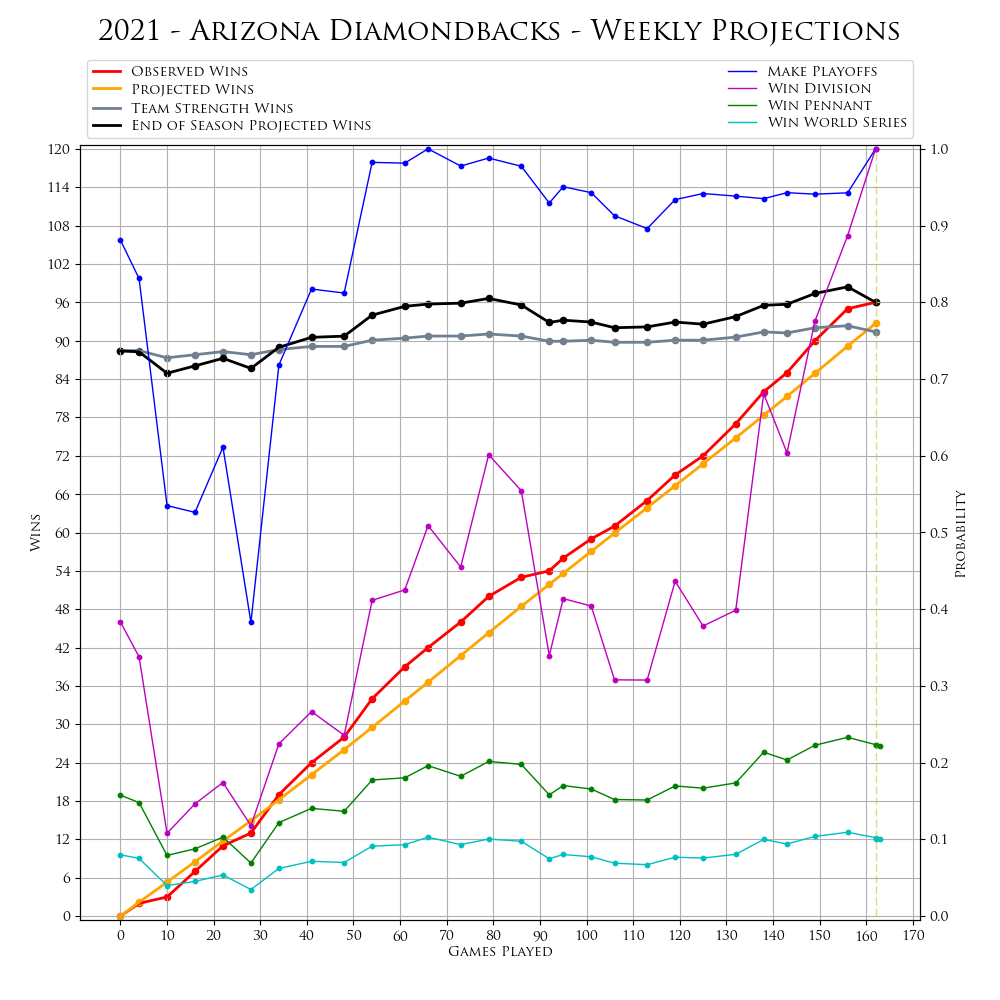 2021 - Arizona Diamondbacks - Weekly Projections
Observed Wins
Projected Wins
Team Strength Wins
End of Season Projected Wins
Make Playoffs
Win Division
Win Pennant
Win World Series
120
114
108
102
96
90
84
78
72
66
60
54
48
42
36
30
24
18
12
6
0
Wins
1.0
0.9
0.8
0.7
0.6
0.5
0.4
0.3
0.2
0.1
0.0
Probability
0 10 20 30 40 50 60 70 80 90 100 110 120 130 140 150 160 170
Games Played